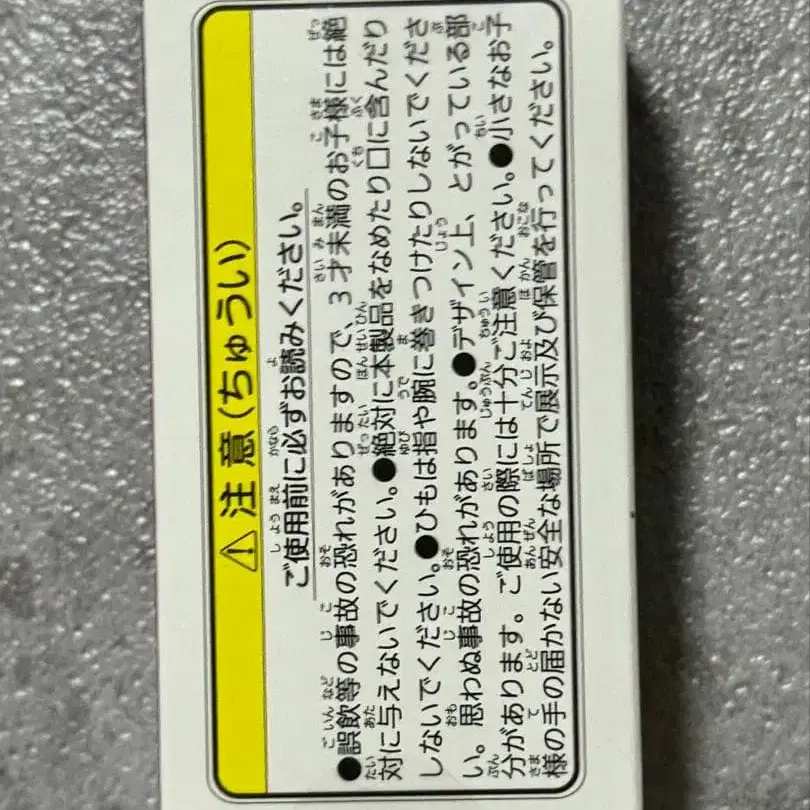 ⚠注意(ちゅうい)
ご使用前に必ずお読みください。
●誤飲等の事故の恐れがありますので、3才未満のお子様には絶
対に与えないでください。●絶対に本製品をなめたり口に含んだり
しないでください。●ひもは指や腕に巻きつけたりしないでくださ
い。思わぬ事故の恐れがあります。●デザイン上、とがっている部
分があります。ご使用の際には十分ご注意ください。●小さなお子
様の手の届かない安全な場所で展示及び保管を行ってください。